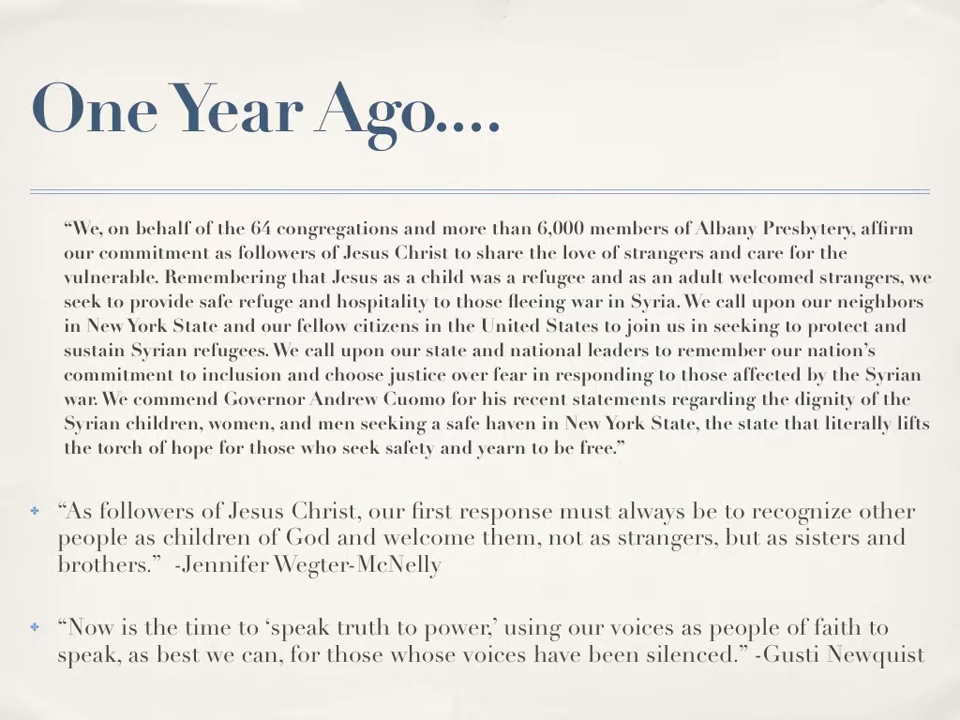 One Year Ago....
“We, on behalf of the 64 congregations and more than 6,000 members of Albany Presbytery, affirm
our commitment as followers of Jesus Christ to share the love of strangers and care for the
vulnerable. Remembering that Jesus as a child was a refugee and as an adult welcomed strangers, we
seek to provide safe refuge and hospitality to those fleeing war in Syria. We call upon our neighbors
in New York State and our fellow citizens in the United States to join us in seeking to protect and
sustain Syrian refugees. We call upon our state and national leaders to remember our nation’s
commitment to inclusion and choose justice over fear in responding to those affected by the Syrian
war. We commend Governor Andrew Cuomo for his recent statements regarding the dignity of the
Syrian children, women, and men seeking a safe haven in New York State, the state that literally lifts
the torch of hope for those who seek safety and yearn to be free.”
“As followers of Jesus Christ, our first response must always be to recognize other
people as children of God and welcome them, not as strangers, but as sisters and
brothers.” -Jennifer Wegter-McNelly
“Now is the time to ‘speak truth to power,’ using our voices as people of faith to
speak, as best we can, for those whose voices have been silenced.” -Gusti Newquist